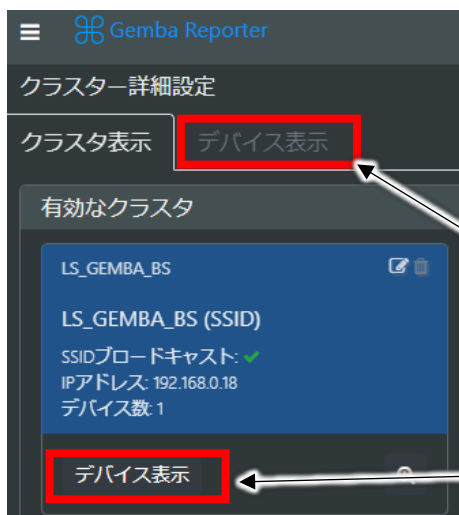 Gemba Reporter
クラスター詳細設定
クラスタ表示 デバイス表示
有効なクラスタ
LS_GEMBA_BS
LS_GEMBA_BS (SSID)
SSIDブロードキャスト: ✓
IPアドレス: 192.168.0.18
デバイス数: 1
デバイス表示